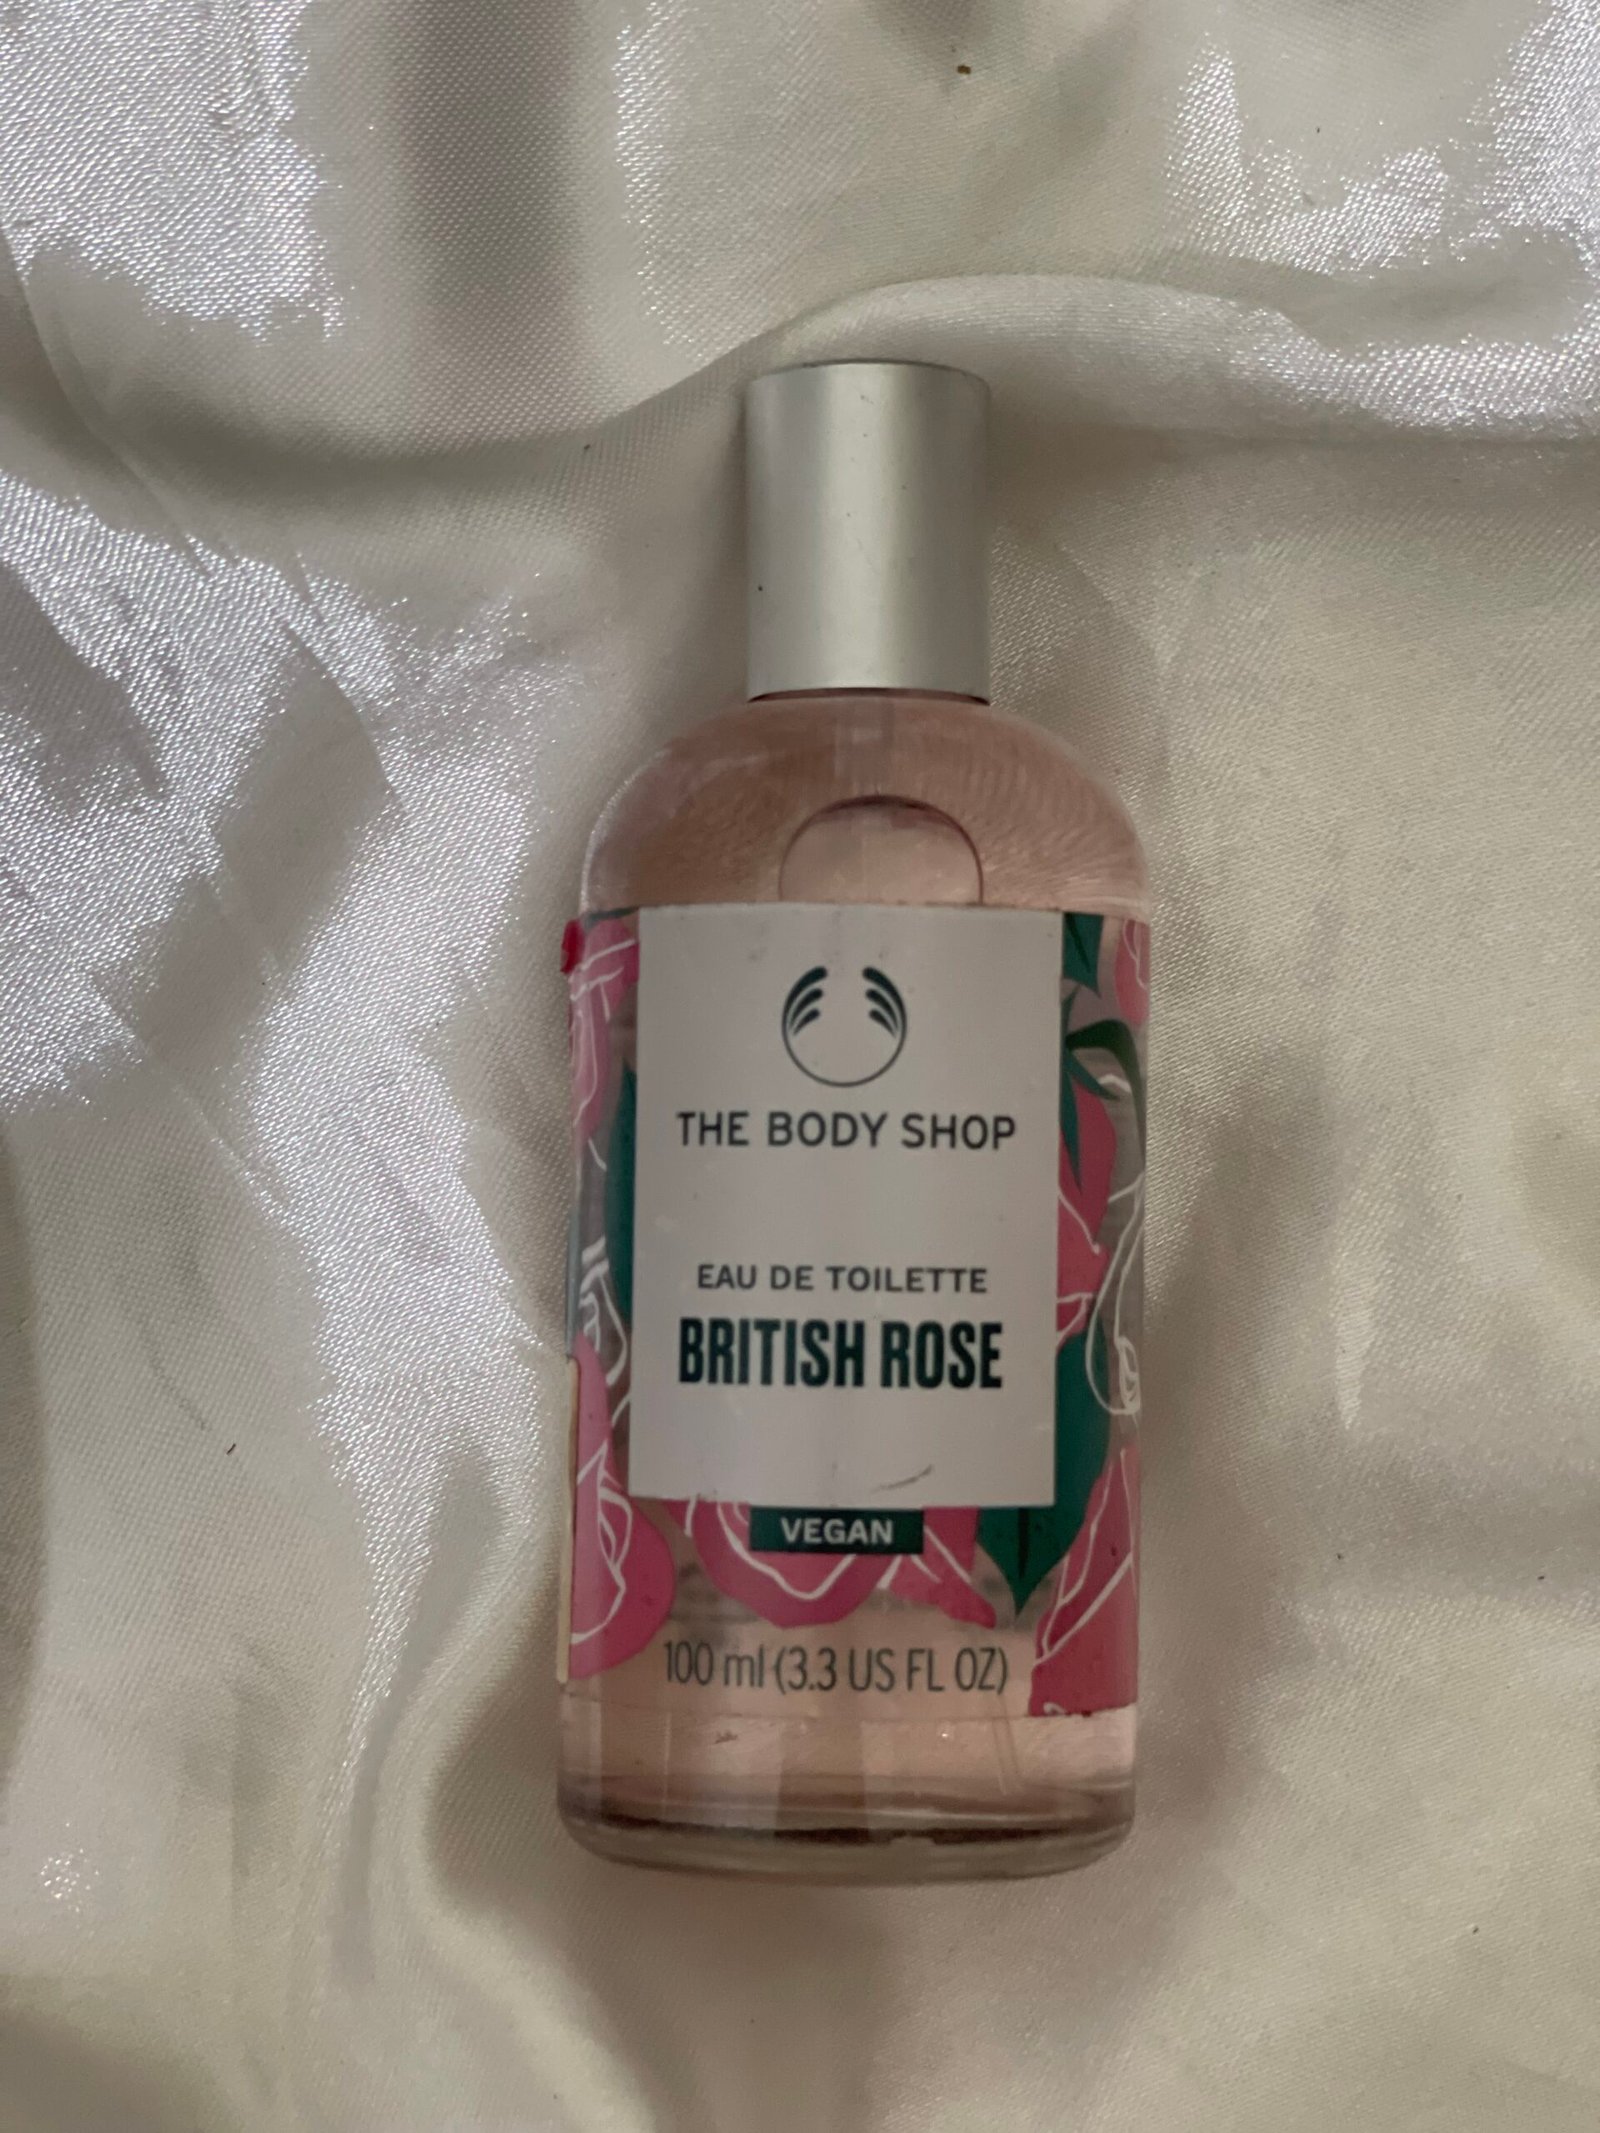 THE BODY SHOP
EAU DE TOILETTE
BRITISH ROSE
VEGAN
100 ml (3.3 US FL OZ)